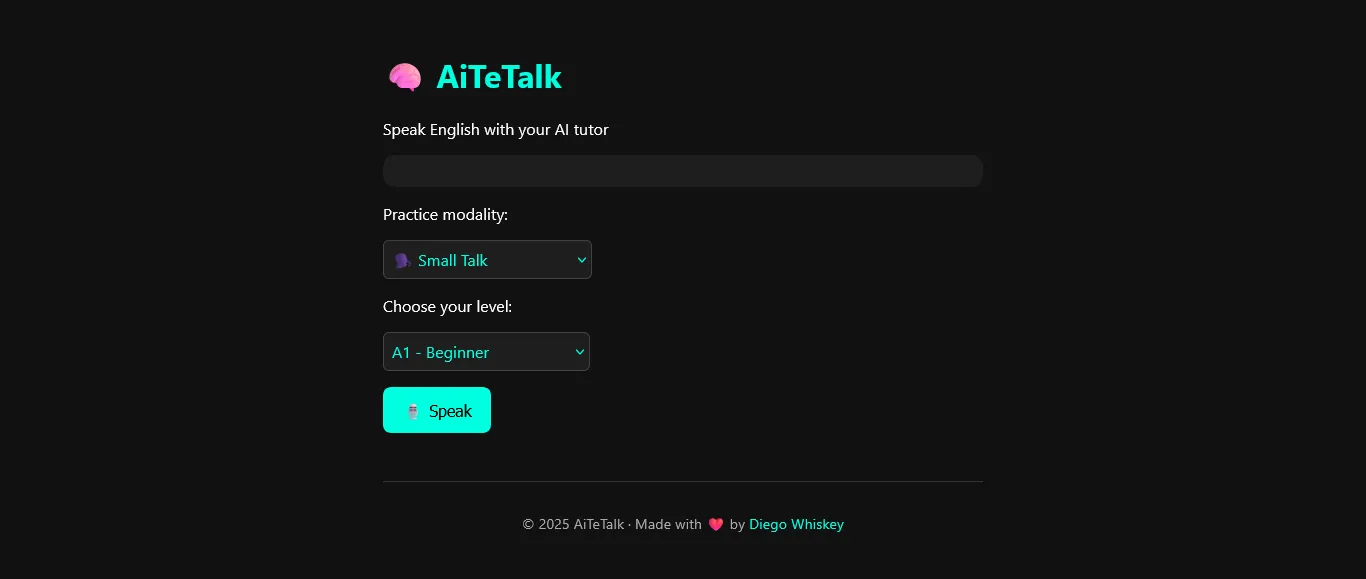 🧠 AiTeTalk
Speak English with your AI tutor
Practice modality:
🗣 Small Talk
Choose your level:
A1 - Beginner
🎙 Speak
© 2025 AiTeTalk · Made with ❤️ by Diego Whiskey